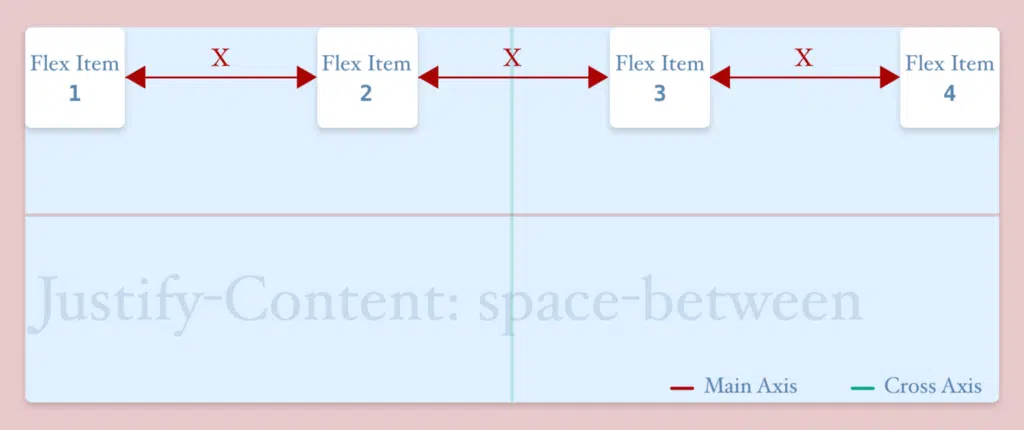 X X X
Flex Item Flex Item Flex Item Flex Item
1 2 3 4
Justify-Content: space-between
Main Axis Cross Axis